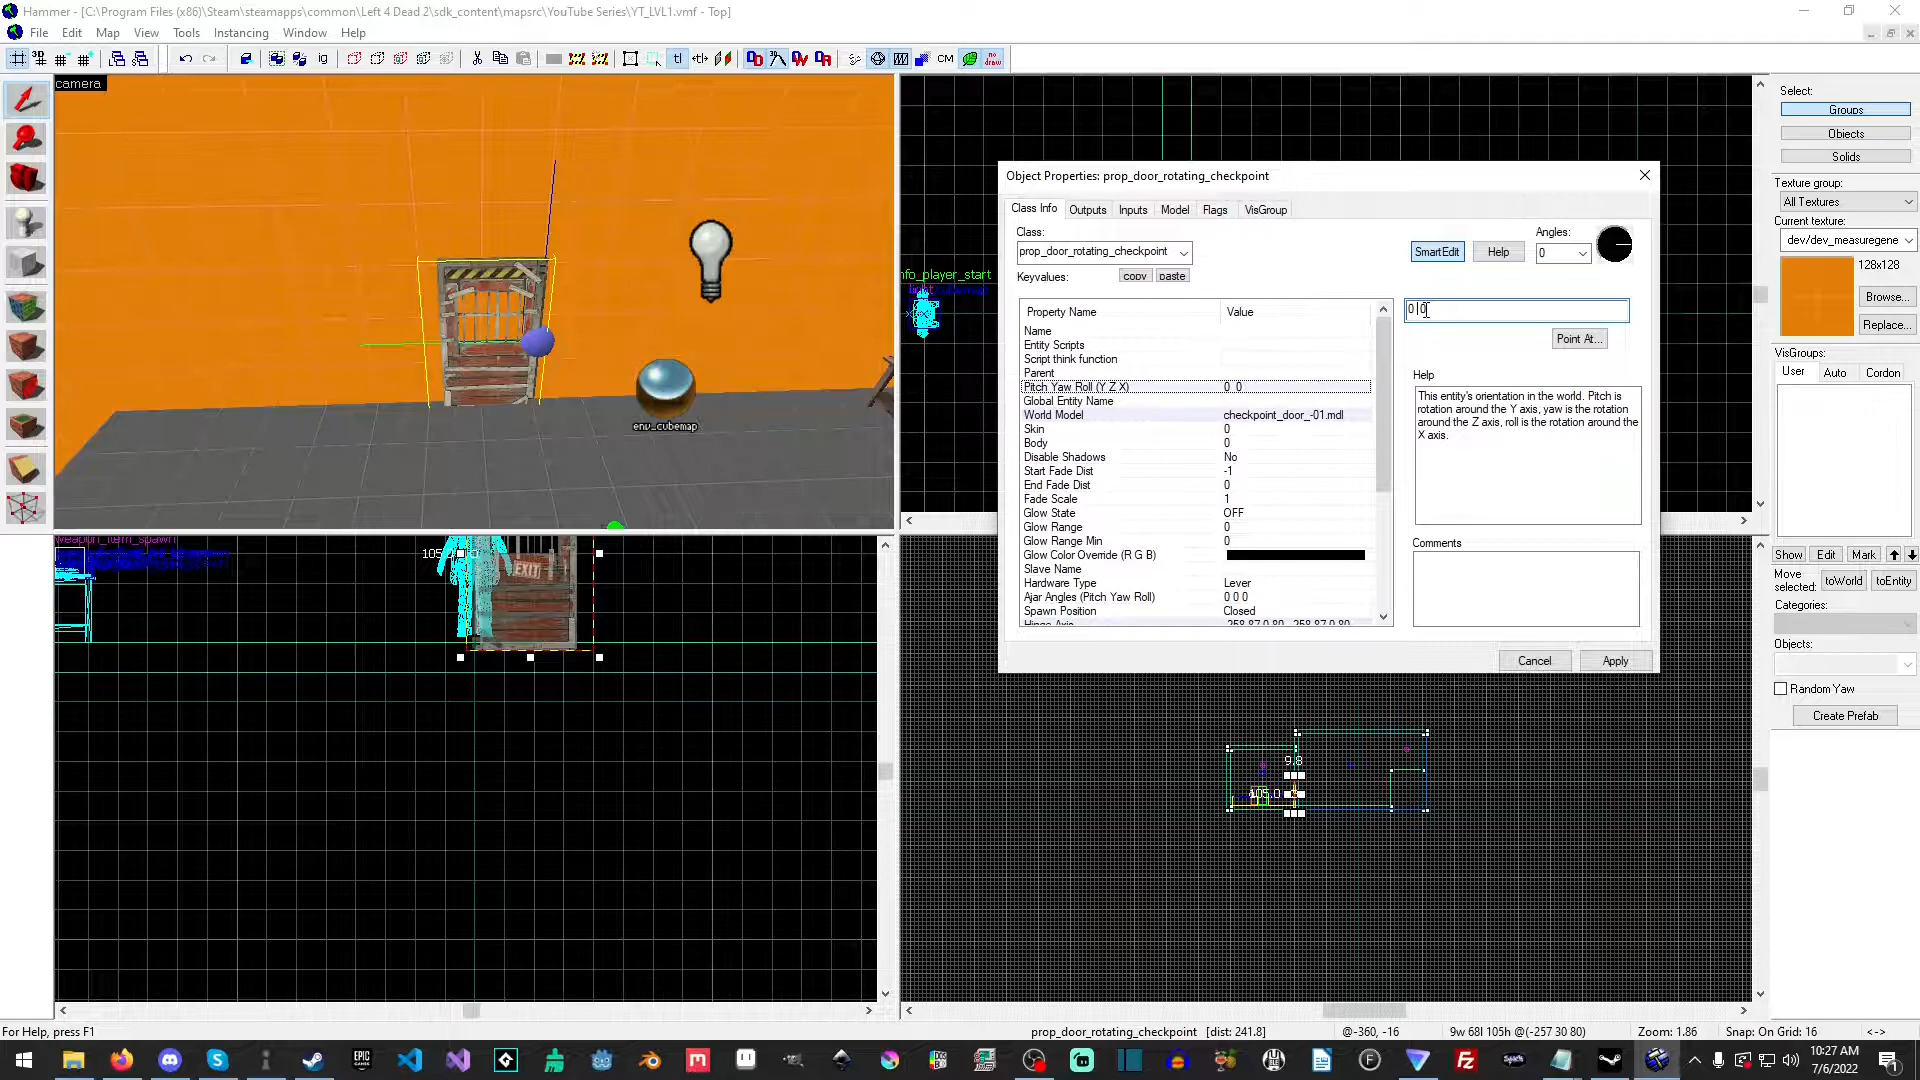 Hammer - [C:\Program Files (x86)\Steam\steamapps\common\Left 4 Dead 2\sdk_content\mapsrc\YouTube Series\YT_LVL1.vmf - Top]
File Edit Map View Tools Instancing Window Help
camera
Object Properties: prop_door_rotating_checkpoint
Class Info Outputs Inputs Model Flags VisGroup
Class:
prop_door_rotating_checkpoint
SmartEdit
Help
Angles:
0
Keyvalues:
copy
paste
Property Name Value
Name
Entity Scripts
Script think function
Parent
Pitch Yaw Roll (Y Z X) 0 0
Global Entity Name
World Model checkpoint_door_-01.mdl
Skin 0
Body 0
Disable Shadows No
Start Fade Dist -1
End Fade Dist 0
Fade Scale 1
Glow State OFF
Glow Range 0
Glow Range Min 0
Glow Color Override (R G B)
Slave Name
Hardware Type Lever
Ajar Angles (Pitch Yaw Roll) 0 0 0
Spawn Position Closed
0 0
Point At...
Help
This entity's orientation in the world. Pitch is
rotation around the Y axis, yaw is the rotation
around the Z axis, roll is the rotation around the
X axis.
Comments
Cancel
Apply
env_cubemap
nfo_player_start
weapon_item_spawn
105
EXIT
9.8
105.0
Select:
Groups
Objects
Solids
Texture group:
All Textures
Current texture:
dev/dev_measuregene
128x128
Browse...
Replace...
VisGroups:
User Auto Cordon
Show Edit Mark
Move
selected:
toWorld
toEntity
Categories:
Objects:
Random Yaw
Create Prefab
For Help, press F1
prop_door_rotating_checkpoint [dist: 241.8]
@-360, -16
9w 68l 105h @(-257 30 80)
Zoom: 1.86
Snap: On Grid: 16
<->
10:27 AM
7/6/2022